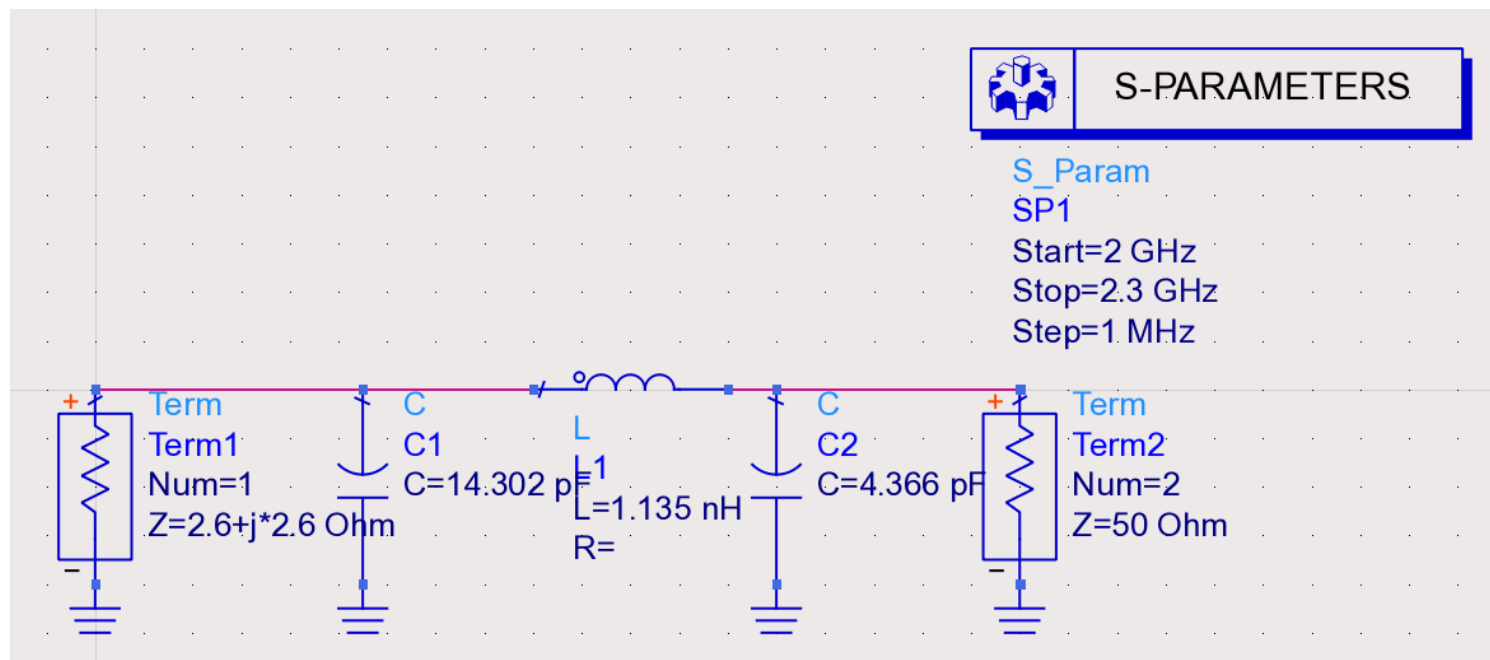 S-PARAMETERS
S_Param
SP1
Start=2 GHz
Stop=2.3 GHz
Step=1 MHz
+
Term
Term1
Num=1
Z=2.6+j*2.6 Ohm
−
C
C1
C=14.302 pF
L
L1
L=1.135 nH
R=
C
C2
C=4.366 pF
+
Term
Term2
Num=2
Z=50 Ohm
−